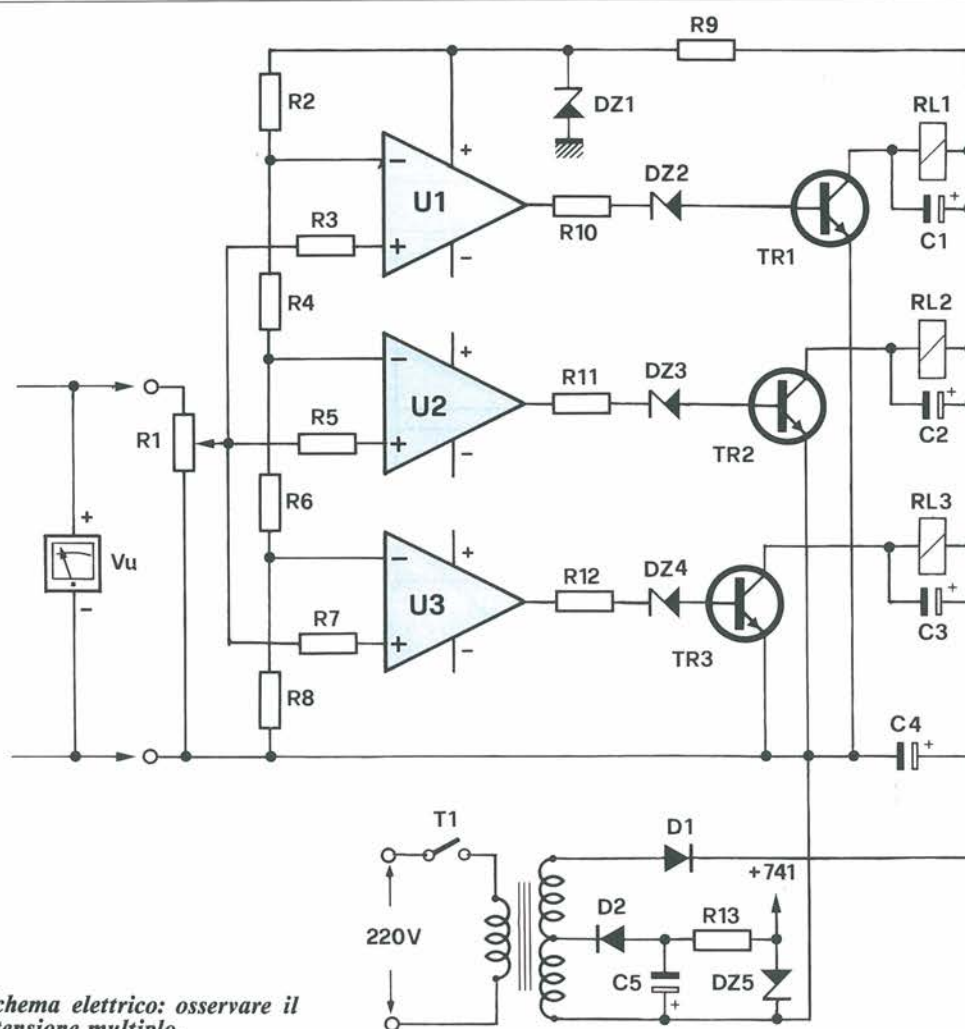 R9
R2
DZ1
RL1
+
−
DZ2
+
U1
R3
R10
C1
+
−
TR1
R4
RL2
+
−
R11
DZ3
+
U2
R1
R5
C2
+
−
TR2
R6
RL3
+
+
Vu
−
R12
DZ4
+
−
U3
R7
C3
+
−
TR3
R8
C4
+
T1
D1
+741
D2
R13
220V
C5
DZ5
+
chema elettrico: osservare il
tensione multiplo